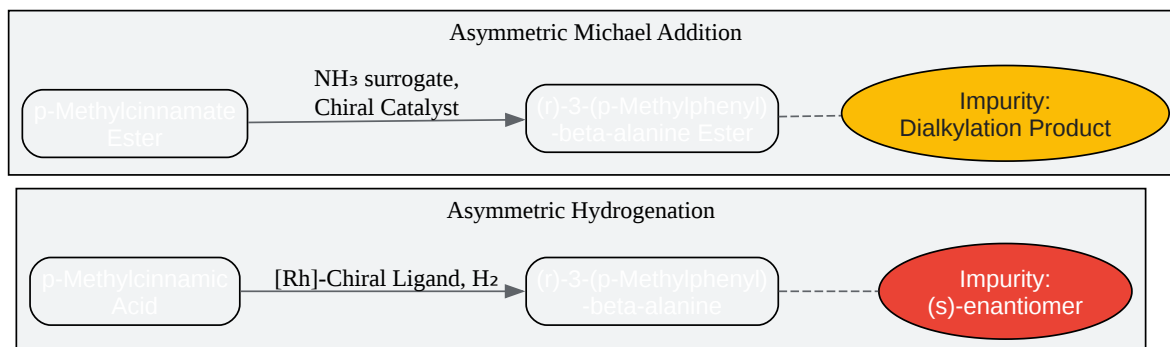 Asymmetric Michael Addition
p-Methylcinnamate
Ester
NH₃ surrogate,
Chiral Catalyst
(r)-3-(p-Methylphenyl)
-beta-alanine Ester
Impurity:
Dialkylation Product
Asymmetric Hydrogenation
p-Methylcinnamic
Acid
[Rh]-Chiral Ligand, H₂
(r)-3-(p-Methylphenyl)
-beta-alanine
Impurity:
(s)-enantiomer